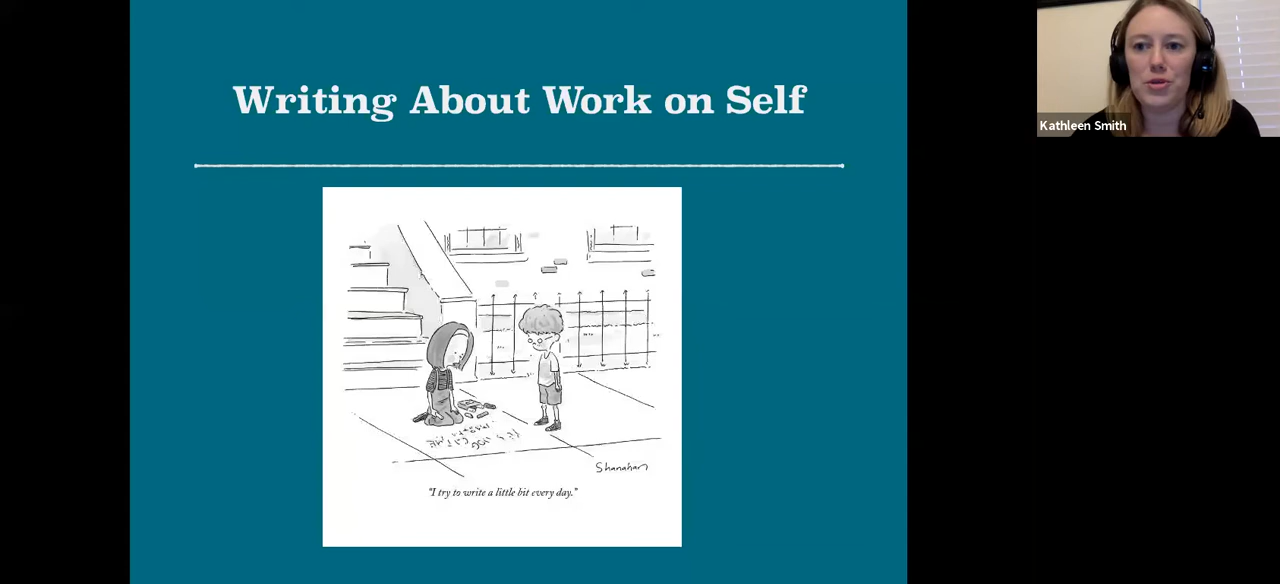 Writing About Work on Self
Kathleen Smith
Shanahan
"I try to write a little bit every day."